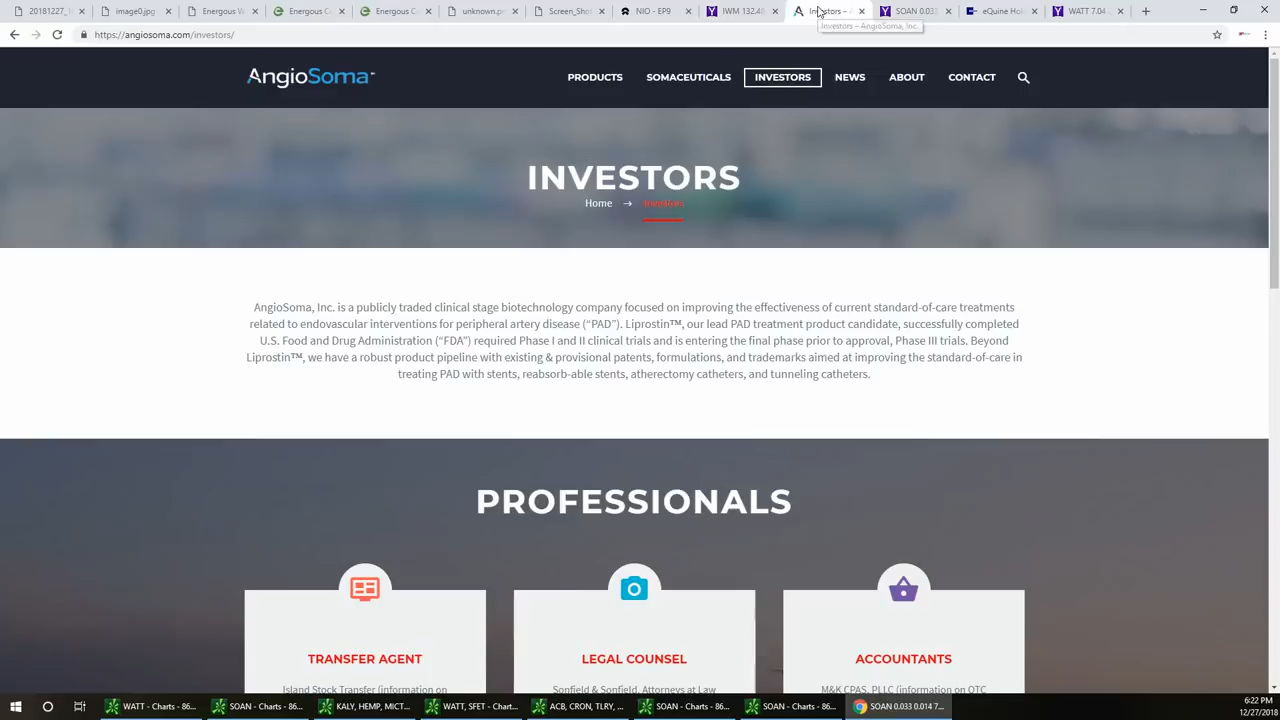 20181227_
image0.jpg
Energous W
Energous Co
Energous Co
unknown.p
Screen_Shot
NIO - EP9
IWM 132.4
Investors -
SOAN 0.03
eQuine Hol
WATT 7.04
Investors – AngioSoma, Inc.
AngioSoma
PRODUCTS
SOMACEUTICALS
INVESTORS
NEWS
ABOUT
CONTACT
INVESTORS
Home → Investors
AngioSoma, Inc. is a publicly traded clinical stage biotechnology company focused on improving the effectiveness of current standard-of-care treatments
related to endovascular interventions for peripheral artery disease (“PAD”). Liprostin™, our lead PAD treatment product candidate, successfully completed
U.S. Food and Drug Administration (“FDA”) required Phase I and II clinical trials and is entering the final phase prior to approval, Phase III trials. Beyond
Liprostin™, we have a robust product pipeline with existing & provisional patents, formulations, and trademarks aimed at improving the standard-of-care in
treating PAD with stents, reabsorb-able stents, atherectomy catheters, and tunneling catheters.
PROFESSIONALS
TRANSFER AGENT
LEGAL COUNSEL
ACCOUNTANTS
Island Stock Transfer (information on
Sonfield & Sonfield, Attorneys at Law
M&K CPAS, PLLC (information on OTC
WATT - Charts - 86...
SOAN - Charts - 86...
KALY, HEMP, MICT...
WATT, SFET - Chart...
ACB, CRON, TLRY, ...
SOAN - Charts - 86...
SOAN - Charts - 86...
SOAN 0.033 0.014 7...
6:22 PM
12/27/2018